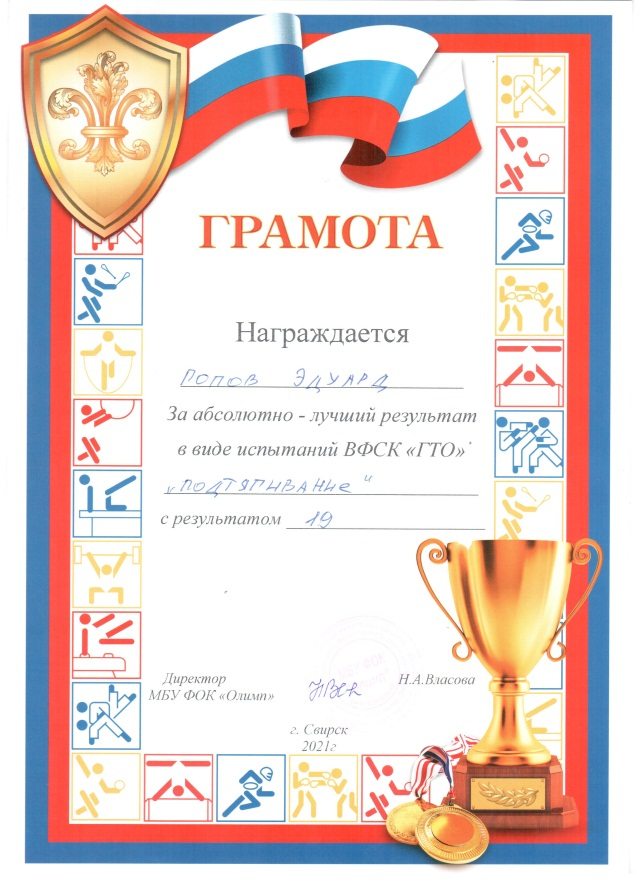 ГРАМОТА
Награждается
Попов Эдуард
За абсолютно - лучший результат
в виде испытаний ВФСК «ГТО»
"Подтягивание"
с результатом 19
Директор
МБУ ФОК «Олимп» Н.А.Власова
г. Свирск
2021г